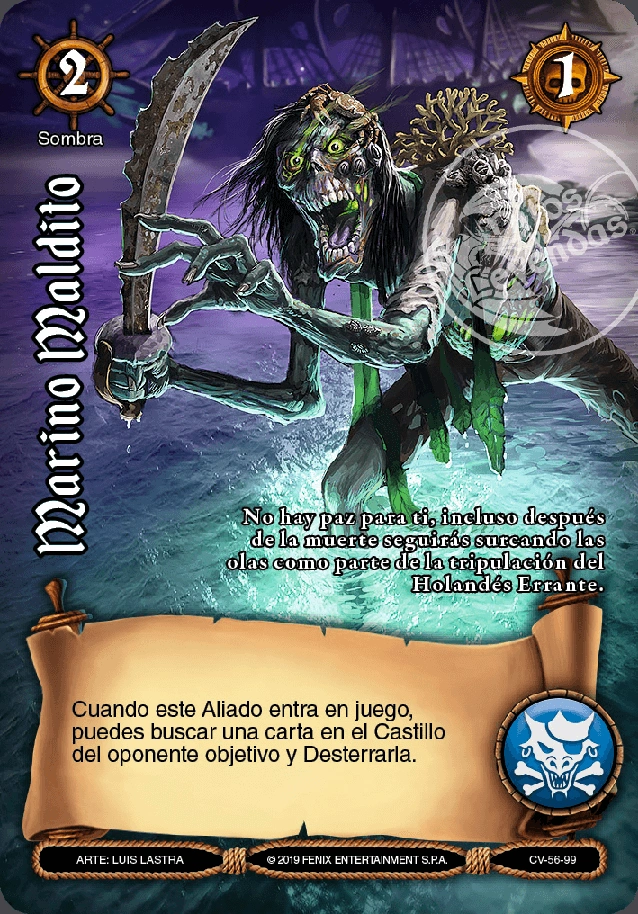 2
1
Sombra
Marino Maldito
Mitos
Leyendas
No hay paz para ti, incluso después
de la muerte seguirás surcando las
olas como parte de la tripulación del
Holandés Errante.
Cuando este Aliado entra en juego,
puedes buscar una carta en el Castillo
del oponente objetivo y Desterrarla.
ARTE: LUIS LASTRA
© 2019 FENIX ENTERTAINMENT S.P.A.
CV-56-99